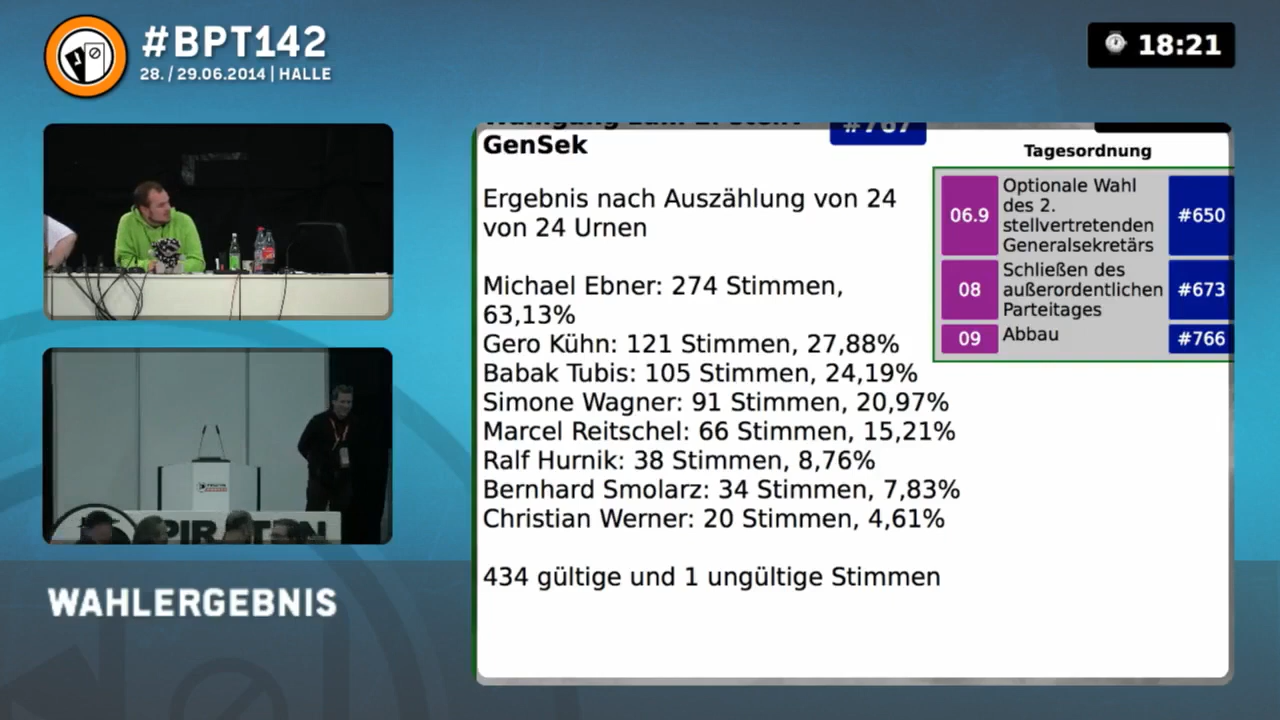 #BPT142
28. / 29.06.2014 | HALLE
18:21
#767
GenSek
Ergebnis nach Auszählung von 24
von 24 Urnen
Michael Ebner: 274 Stimmen,
63,13%
Gero Kühn: 121 Stimmen, 27,88%
Babak Tubis: 105 Stimmen, 24,19%
Simone Wagner: 91 Stimmen, 20,97%
Marcel Reitschel: 66 Stimmen, 15,21%
Ralf Hurnik: 38 Stimmen, 8,76%
Bernhard Smolarz: 34 Stimmen, 7,83%
Christian Werner: 20 Stimmen, 4,61%
434 gültige und 1 ungültige Stimmen
Tagesordnung
06.9 Optionale Wahl #650
des 2.
stellvertretenden
Generalsekretärs
08 Schließen des #673
außerordentlichen
Parteitages
09 Abbau #766
PIRATEN
WAHLERGEBNIS